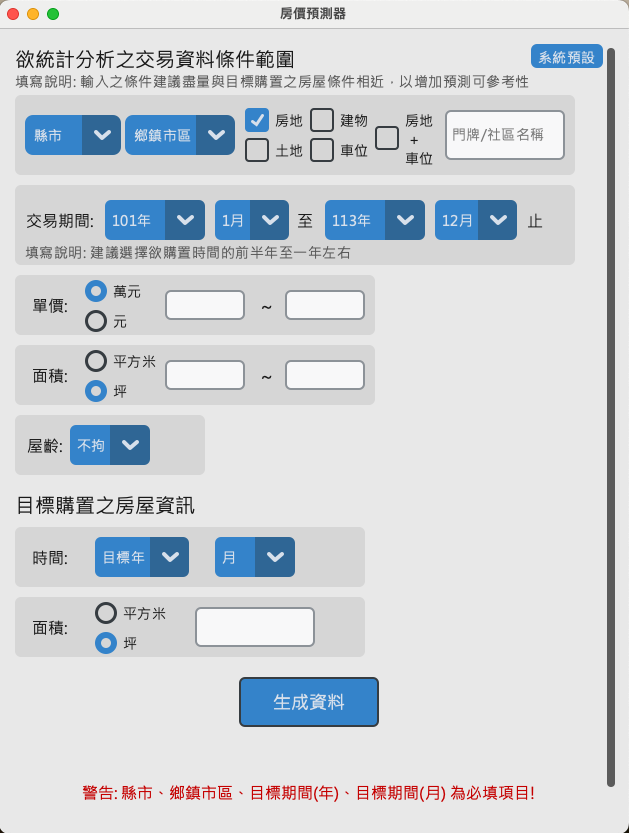 房價預測器
欲統計分析之交易資料條件範圍
系統預設
填寫說明: 輸入之條件建議盡量與目標購置之房屋條件相近，以增加預測可參考性
縣市
鄉鎮市區
房地
建物
土地
車位
房地
+
車位
門牌/社區名稱
交易期間: 101年 1月 至 113年 12月 止
填寫說明: 建議選擇欲購置時間的前半年至一年左右
單價:
萬元
元
~
面積:
平方米
坪
~
屋齡: 不拘
目標購置之房屋資訊
時間: 目標年 月
面積:
平方米
坪
生成資料
警告: 縣市、鄉鎮市區、目標期間(年)、目標期間(月) 為必填項目!